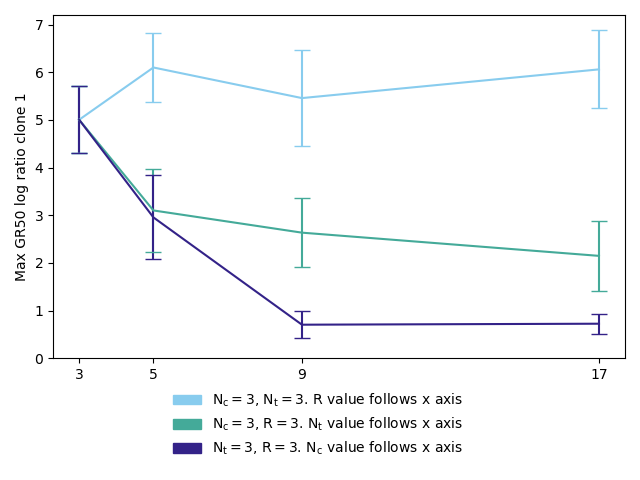 7
6
5
4
3
2
1
0
Max GR50 log ratio clone 1
3 5 9 17
N_c = 3, N_t = 3. R value follows x axis
N_c = 3, R = 3. N_t value follows x axis
N_t = 3, R = 3. N_c value follows x axis